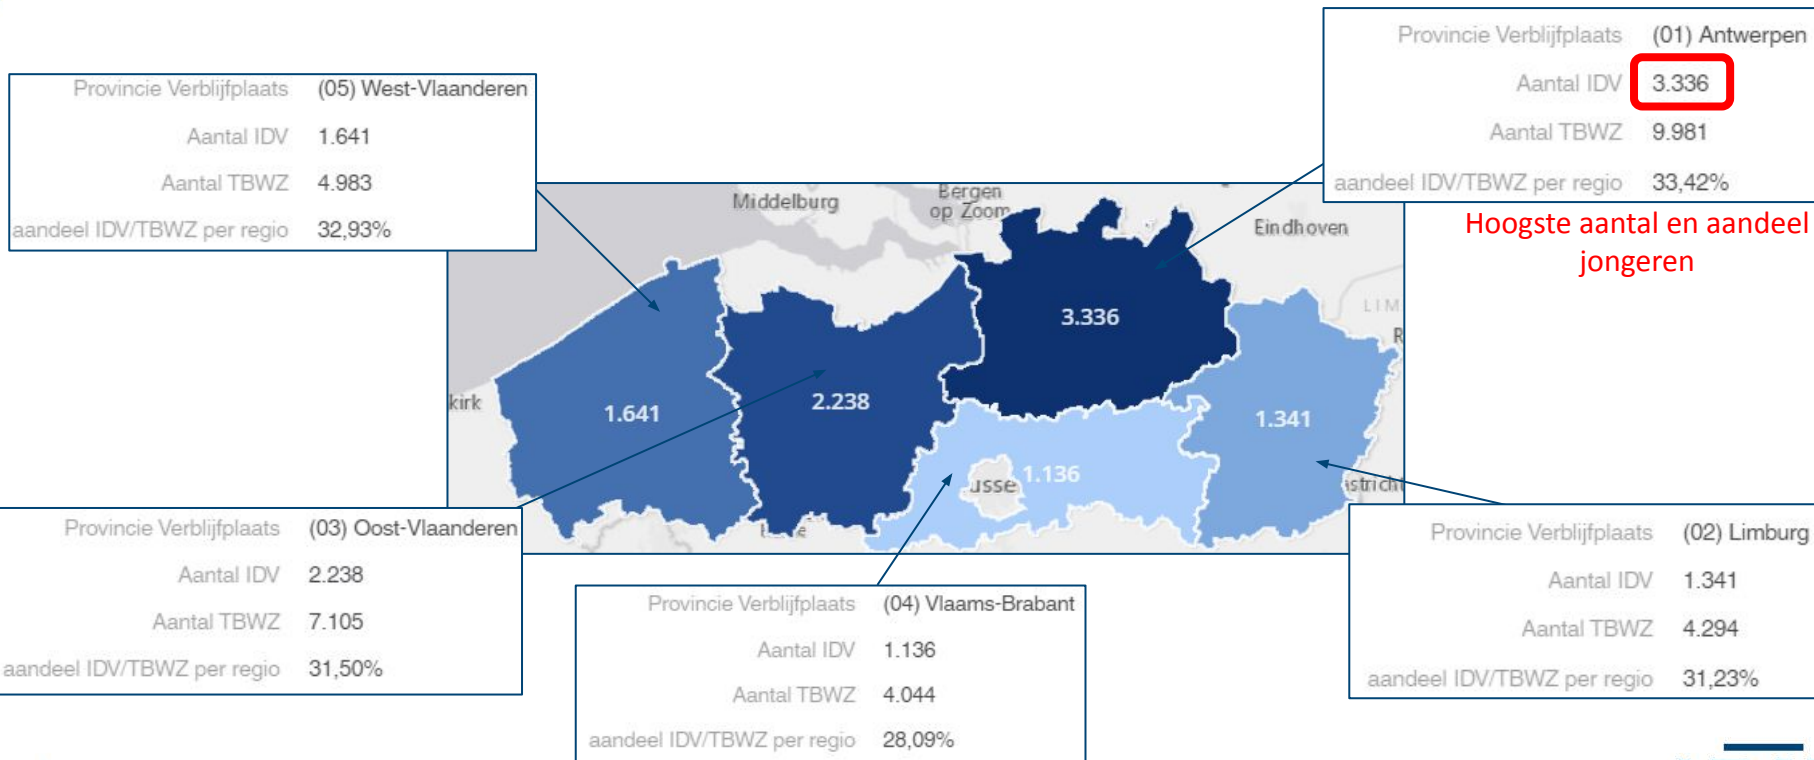 Provincie Verblijfplaats (01) Antwerpen
Aantal IDV 3.336
Aantal TBWZ 9.981
aandeel IDV/TBWZ per regio 33,42%
Hoogste aantal en aandeel
jongeren
Provincie Verblijfplaats (05) West-Vlaanderen
Aantal IDV 1.641
Aantal TBWZ 4.983
aandeel IDV/TBWZ per regio 32,93%
Middelburg
Bergen
op Zoom
Eindhoven
LIM
R
3.336
kirk
1.641
2.238
1.341
usse
1.136
astricht
Provincie Verblijfplaats (03) Oost-Vlaanderen
Aantal IDV 2.238
Aantal TBWZ 7.105
aandeel IDV/TBWZ per regio 31,50%
Provincie Verblijfplaats (04) Vlaams-Brabant
Aantal IDV 1.136
Aantal TBWZ 4.044
aandeel IDV/TBWZ per regio 28,09%
Provincie Verblijfplaats (02) Limburg
Aantal IDV 1.341
Aantal TBWZ 4.294
aandeel IDV/TBWZ per regio 31,23%